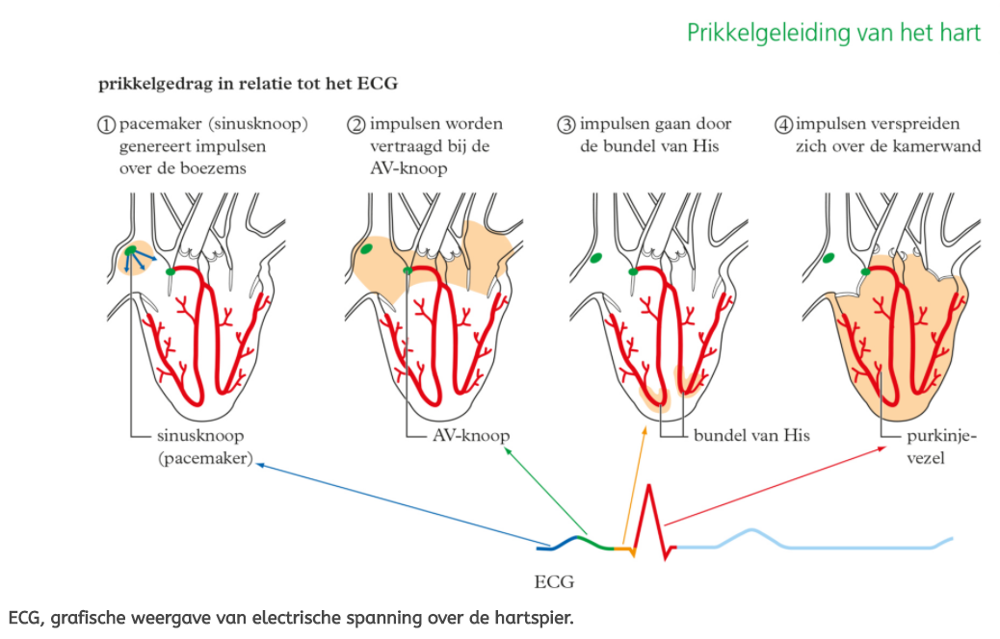 Prikkelgeleiding van het hart
prikkelgedrag in relatie tot het ECG
① pacemaker (sinusknoop)
genereert impulsen
over de boezems
② impulsen worden
vertraagd bij de
AV-knoop
③ impulsen gaan door
de bundel van His
④ impulsen verspreiden
zich over de kamerwand
sinusknoop
(pacemaker)
AV-knoop
bundel van His
purkinje-
vezel
ECG
ECG, grafische weergave van electrische spanning over de hartspier.